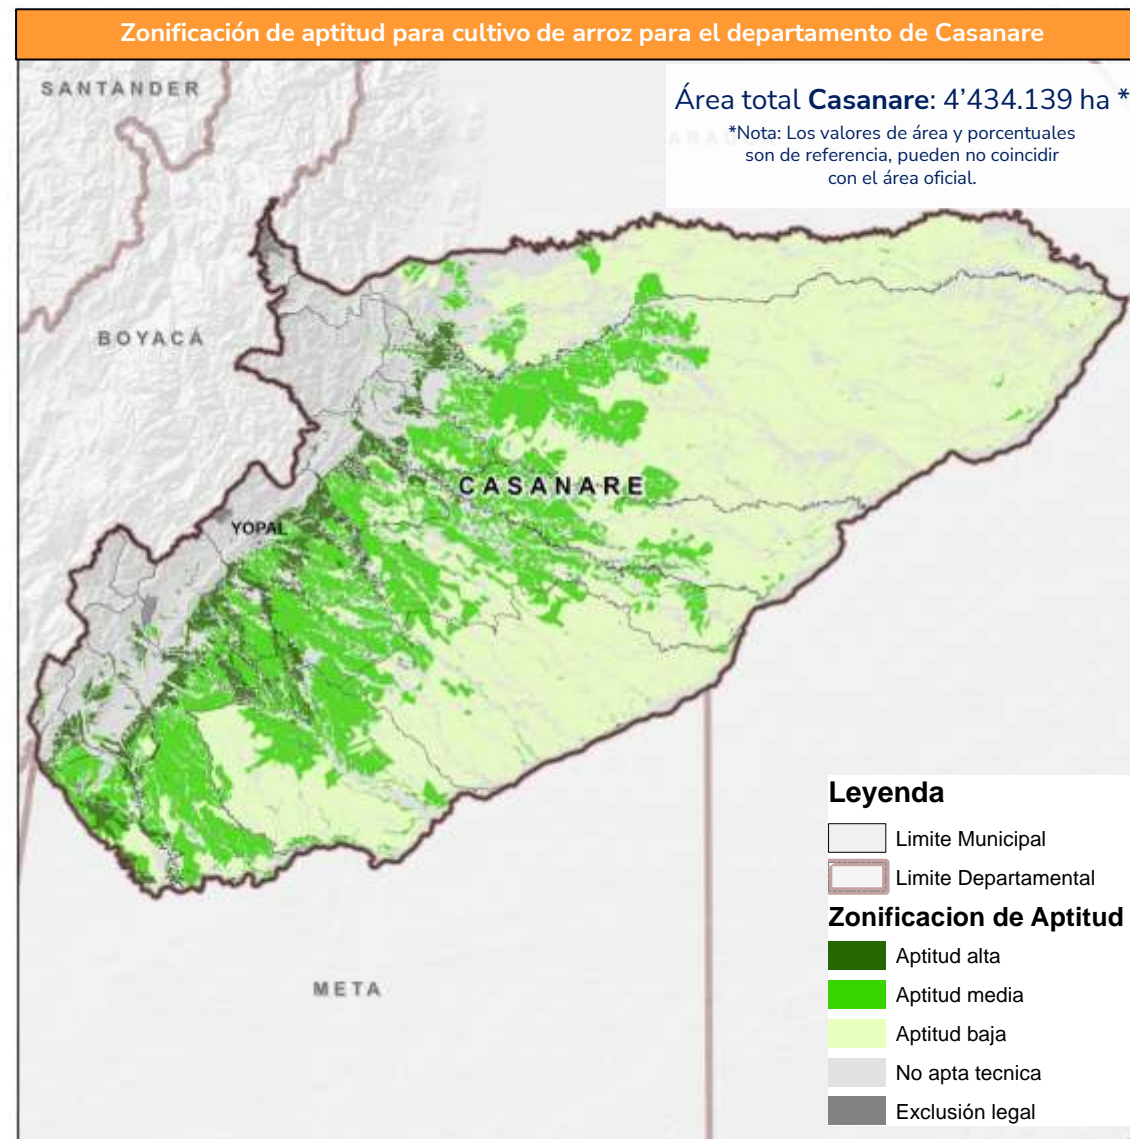 Zonificación de aptitud para cultivo de arroz para el departamento de Casanare
SANTANDER
Área total Casanare: 4’434.139 ha *
*Nota: Los valores de área y porcentuales
son de referencia, pueden no coincidir
con el área oficial.
ARAUCA
BOYACÁ
CASANARE
YOPAL
META
Leyenda
Limite Municipal
Limite Departamental
Zonificacion de Aptitud
Aptitud alta
Aptitud media
Aptitud baja
No apta tecnica
Exclusión legal